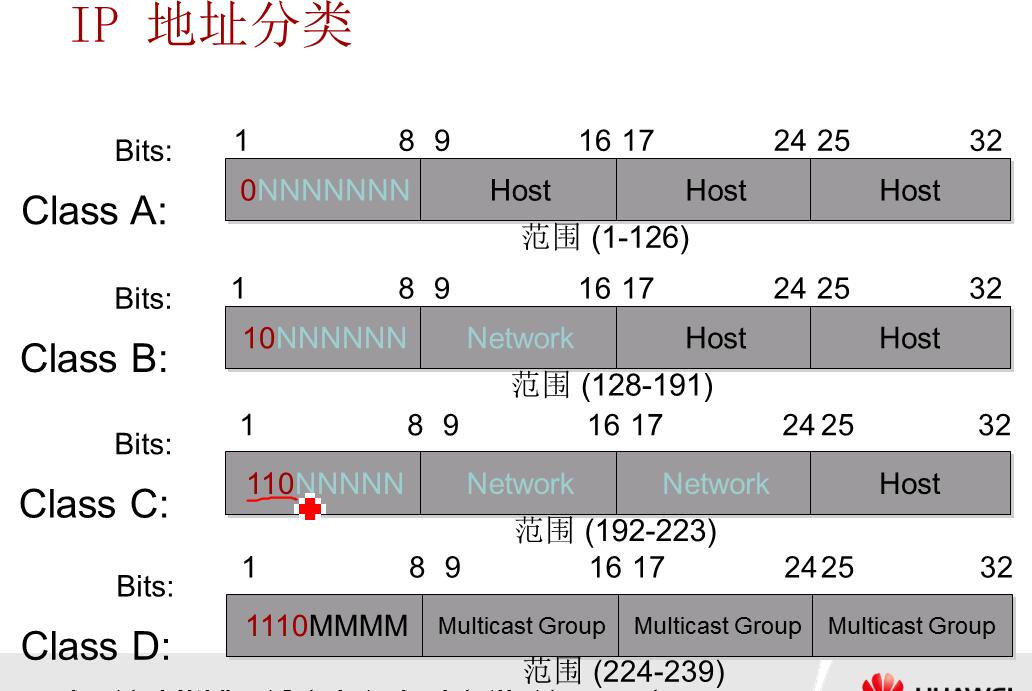 IP 地址分类
Bits: 1 8 9 16 17 24 25 32
Class A: 0NNNNNNN Host Host Host
范围 (1-126)
Bits: 1 8 9 16 17 24 25 32
Class B: 10NNNNNN Network Host Host
范围 (128-191)
Bits: 1 8 9 16 17 24 25 32
Class C: 110NNNNN Network Network Host
范围 (192-223)
Bits: 1 8 9 16 17 24 25 32
Class D: 1110MMMM Multicast Group Multicast Group Multicast Group
范围 (224-239)
HUAWEI